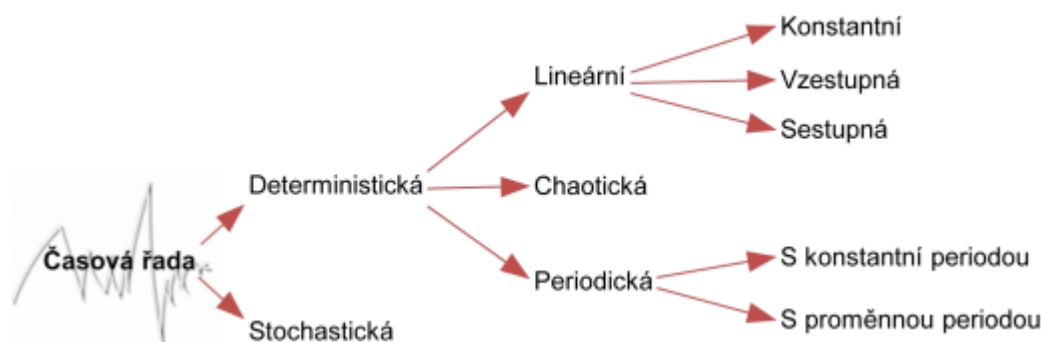 Konstantní
Lineární
Vzestupná
Sestupná
Deterministická
Chaotická
Časová řada
S konstantní periodou
Periodická
S proměnnou periodou
Stochastická